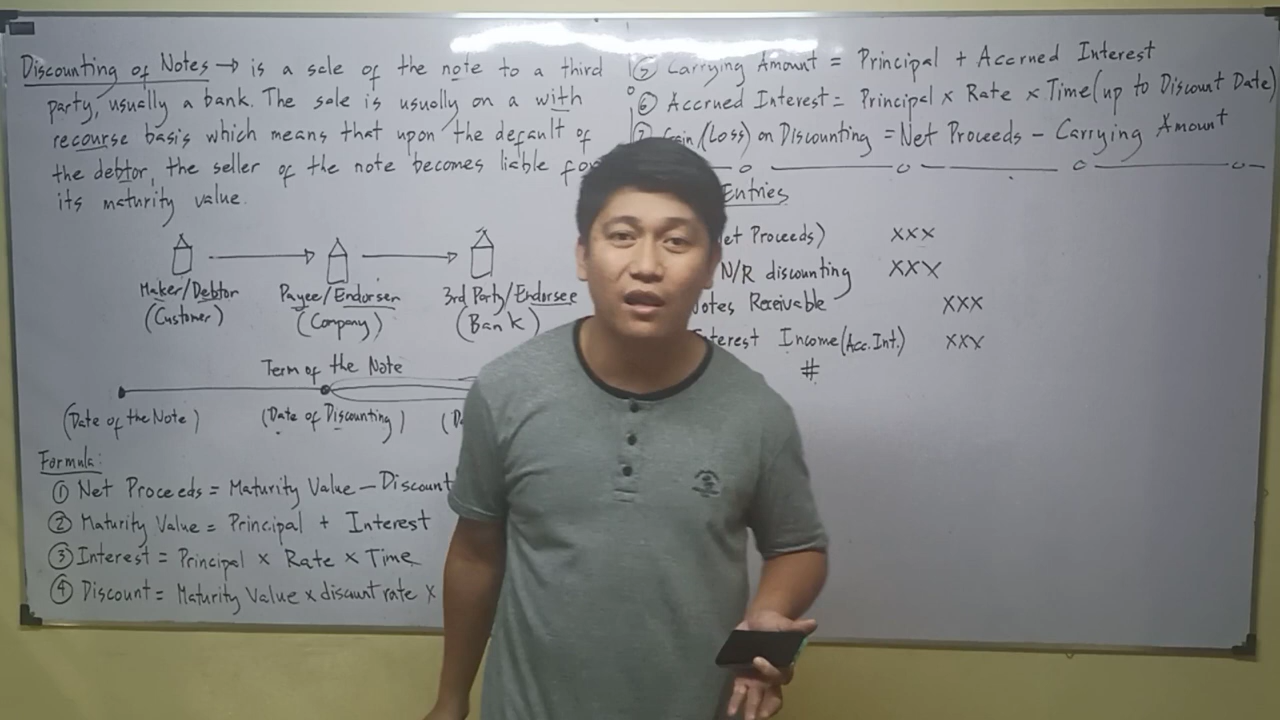 Discounting of Notes → is a sale of the note to a third
party, usually a bank. The sale is usually on a with
recourse basis which means that upon the default of
the debtor, the seller of the note becomes liable for
its maturity value.
Maker/Debtor
(Customer)
Payee/Endorser
(Company)
3rd Party/Endorsee
(Bank)
Term of the Note
(Date of the Note)
(Date of Discounting)
Formula:
① Net Proceeds = Maturity Value – Discount
② Maturity Value = Principal + Interest
③ Interest = Principal × Rate × Time
④ Discount = Maturity Value × discount rate ×
⑤ Carrying Amount = Principal + Accrued Interest
⑥ Accrued Interest = Principal × Rate × Time (up to Discount Date)
(Loss) on Discounting = Net Proceeds – Carrying Amount
Entries
Proceeds) xxx
N/R discounting xxx
Receivable xxx
Income (Acc. Int.) xxx
#